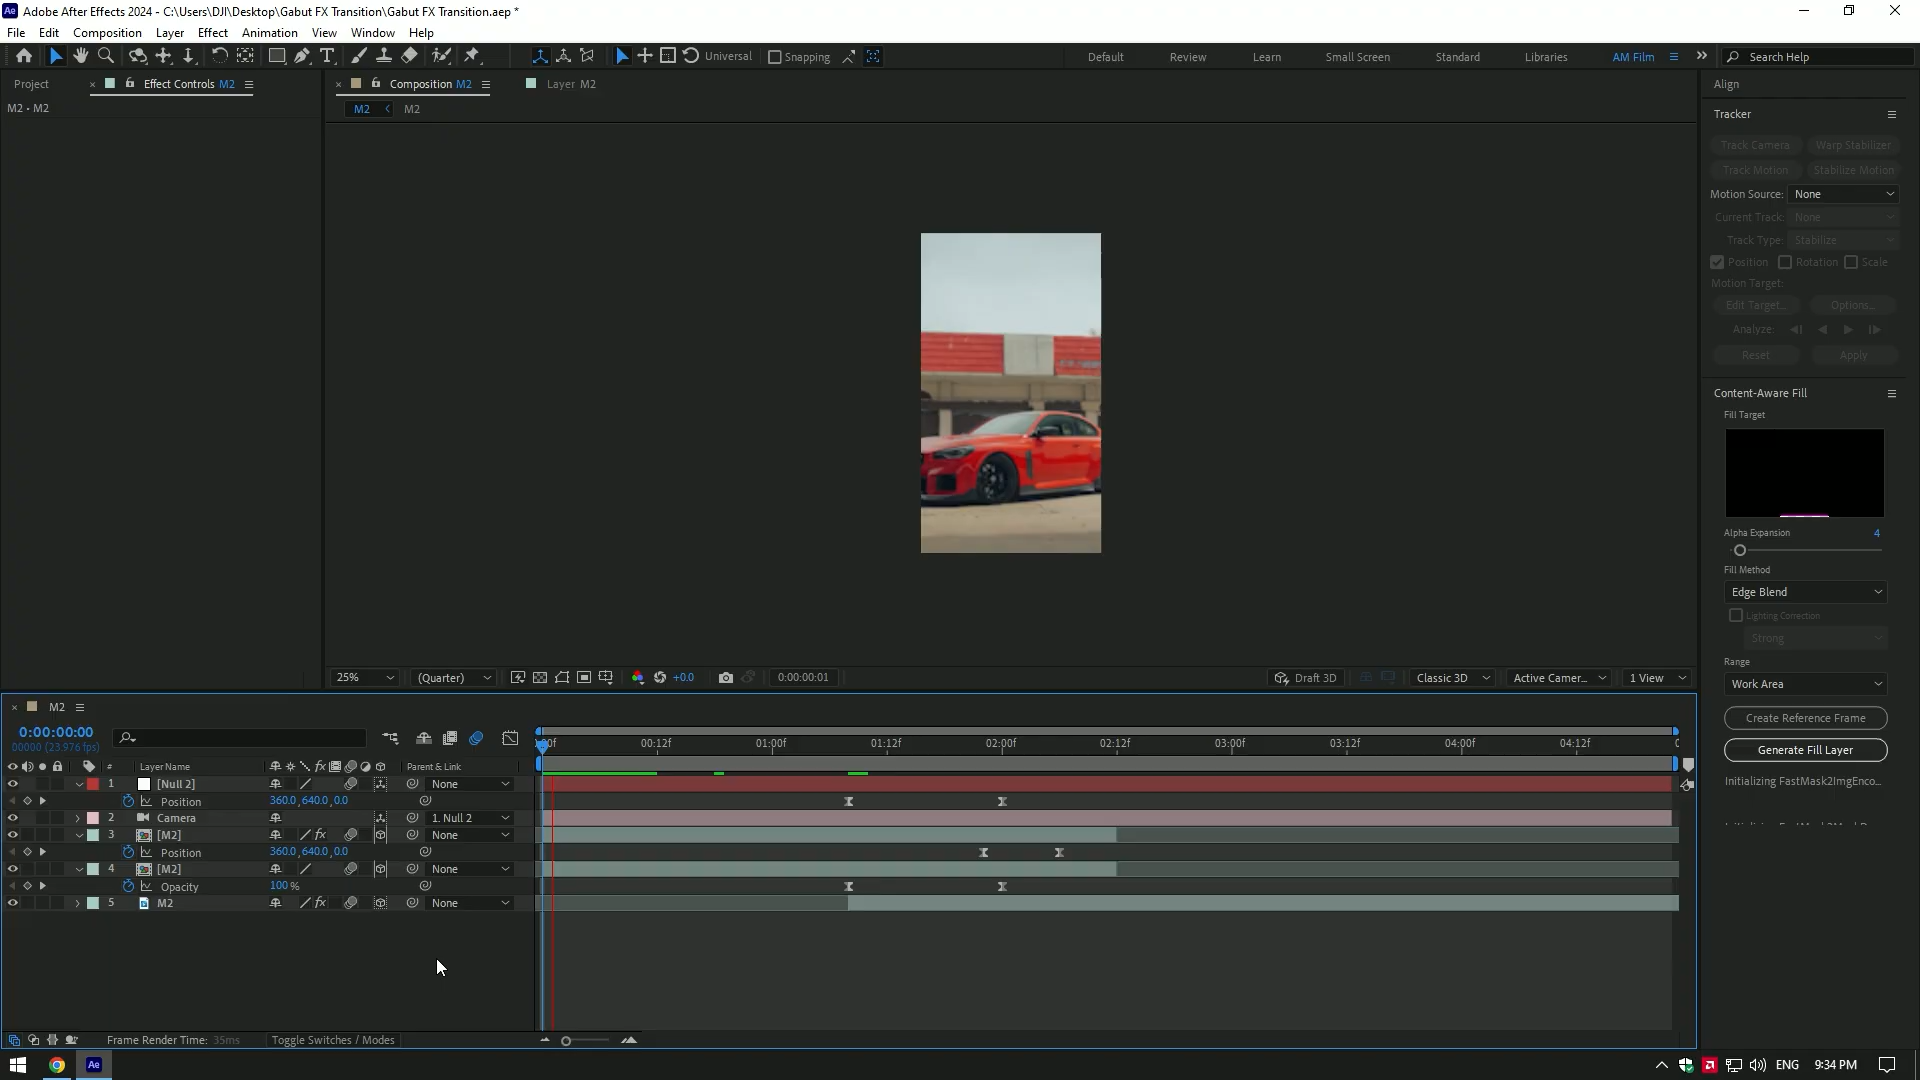 Adobe After Effects 2024 - C:\Users\DJI\Desktop\Gabut FX Transition\Gabut FX Transition.aep *
File Edit Composition Layer Effect Animation View Window Help
Universal Snapping Default Review Learn Small Screen Standard Libraries AM Film Search Help
Project Effect Controls M2 Composition M2 Layer M2 Align
M2 • M2 M2 M2
Tracker
Track Camera Warp Stabilizer
Track Motion Stabilize Motion
Motion Source: None
Current Track: None
Track Type: Stabilize
Position Rotation Scale
Motion Target:
Edit Target... Options...
Analyze:
Reset Apply
Content-Aware Fill
Fill Target
Alpha Expansion 4
Fill Method
Edge Blend
Lighting Correction
Strong
Range
Work Area
Create Reference Frame
Generate Fill Layer
Initializing FastMask2ImgEnco...
25% (Quarter) +0.0 0:00:00:01 Draft 3D Classic 3D Active Camer... 1 View
M2
0:00:00:00
00000 (23.976 fps)
00:12f 01:00f 01:12f 02:00f 02:12f 03:00f 03:12f 04:00f 04:12f
# Layer Name fx Parent & Link
1 [Null 2] None
Position 360.0,640.0,0.0
2 Camera 1. Null 2
3 [M2] fx None
Position 360.0,640.0,0.0
4 [M2] None
Opacity 100%
5 M2 fx None
Frame Render Time: 35ms Toggle Switches / Modes
Ae ENG 9:34 PM